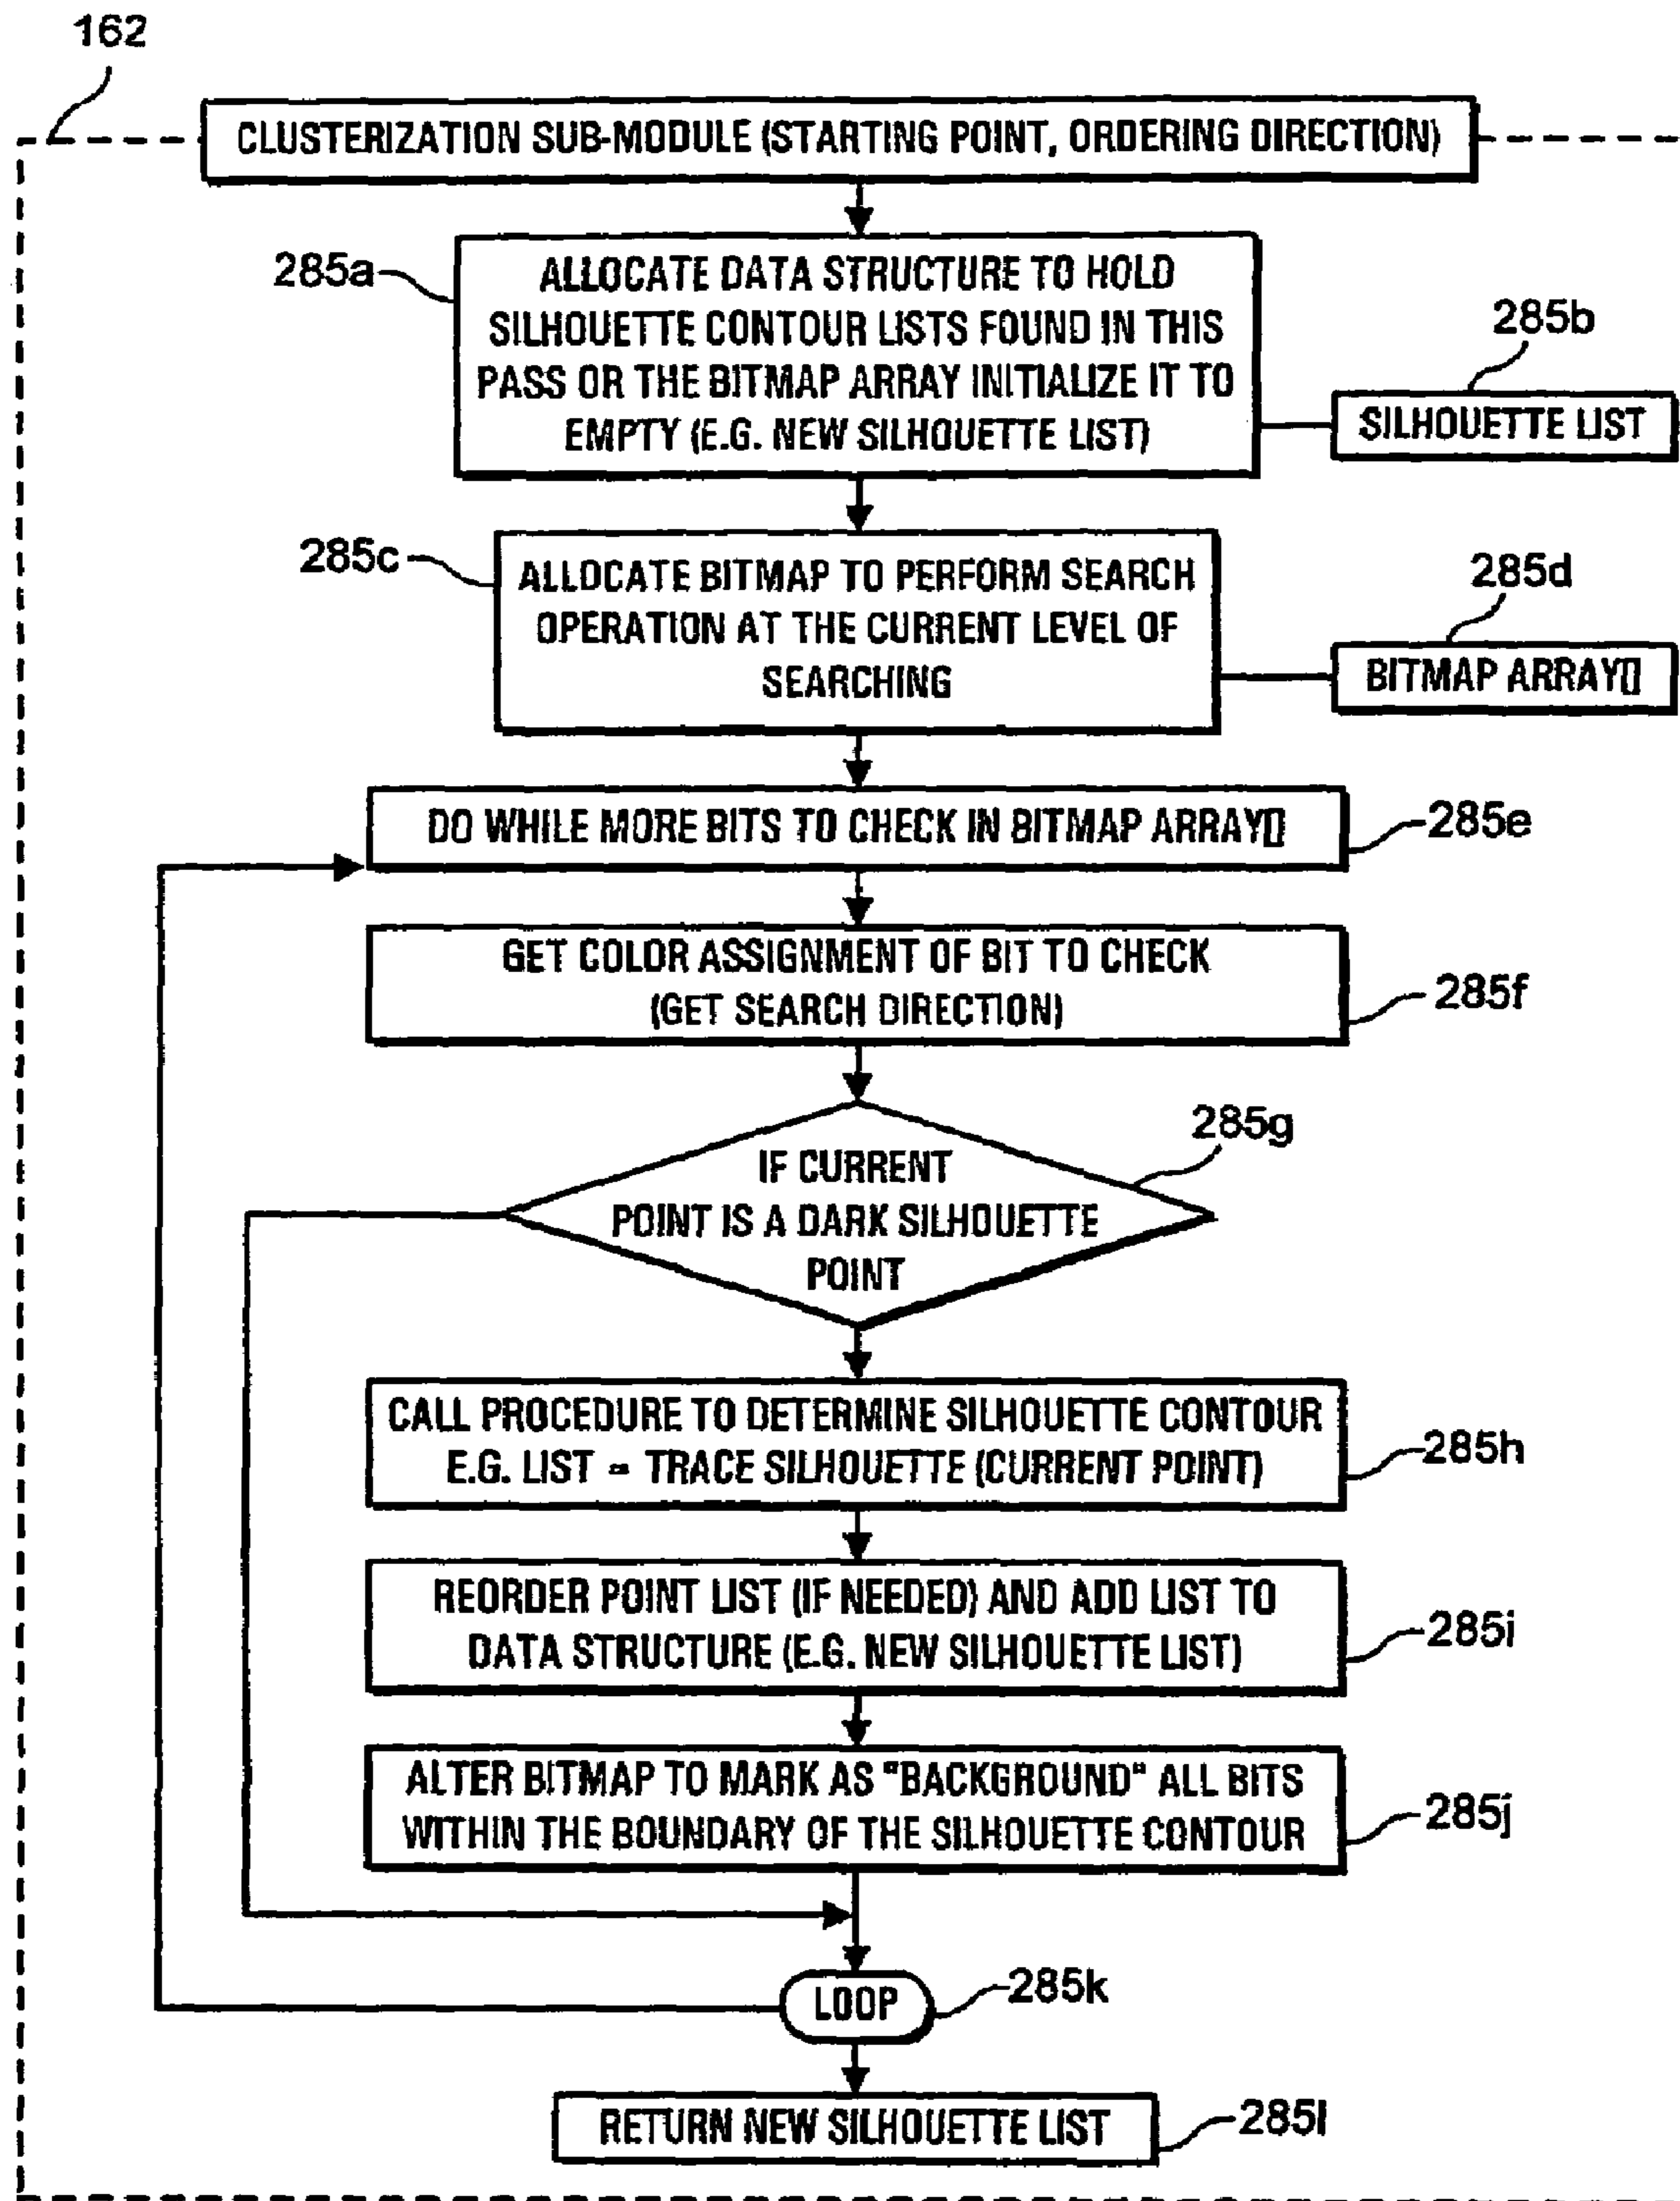 162
CLUSTERIZATION SUB-MODULE (STARTING POINT, ORDERING DIRECTION)
285a
ALLOCATE DATA STRUCTURE TO HOLD
SILHOUETTE CONTOUR LISTS FOUND IN THIS
PASS OR THE BITMAP ARRAY INITIALIZE IT TO
EMPTY (E.G. NEW SILHOUETTE LIST)
285b
SILHOUETTE LIST
285c
ALLOCATE BITMAP TO PERFORM SEARCH
OPERATION AT THE CURRENT LEVEL OF
SEARCHING
285d
BITMAP ARRAY[]
DO WHILE MORE BITS TO CHECK IN BITMAP ARRAY[]
285e
GET COLOR ASSIGNMENT OF BIT TO CHECK
(GET SEARCH DIRECTION)
285f
285g
IF CURRENT
POINT IS A DARK SILHOUETTE
POINT
CALL PROCEDURE TO DETERMINE SILHOUETTE CONTOUR
E.G. LIST = TRACE SILHOUETTE (CURRENT POINT)
285h
REORDER POINT LIST (IF NEEDED) AND ADD LIST TO
DATA STRUCTURE (E.G. NEW SILHOUETTE LIST)
285i
ALTER BITMAP TO MARK AS "BACKGROUND" ALL BITS
WITHIN THE BOUNDARY OF THE SILHOUETTE CONTOUR
285j
LOOP
285k
RETURN NEW SILHOUETTE LIST
285l